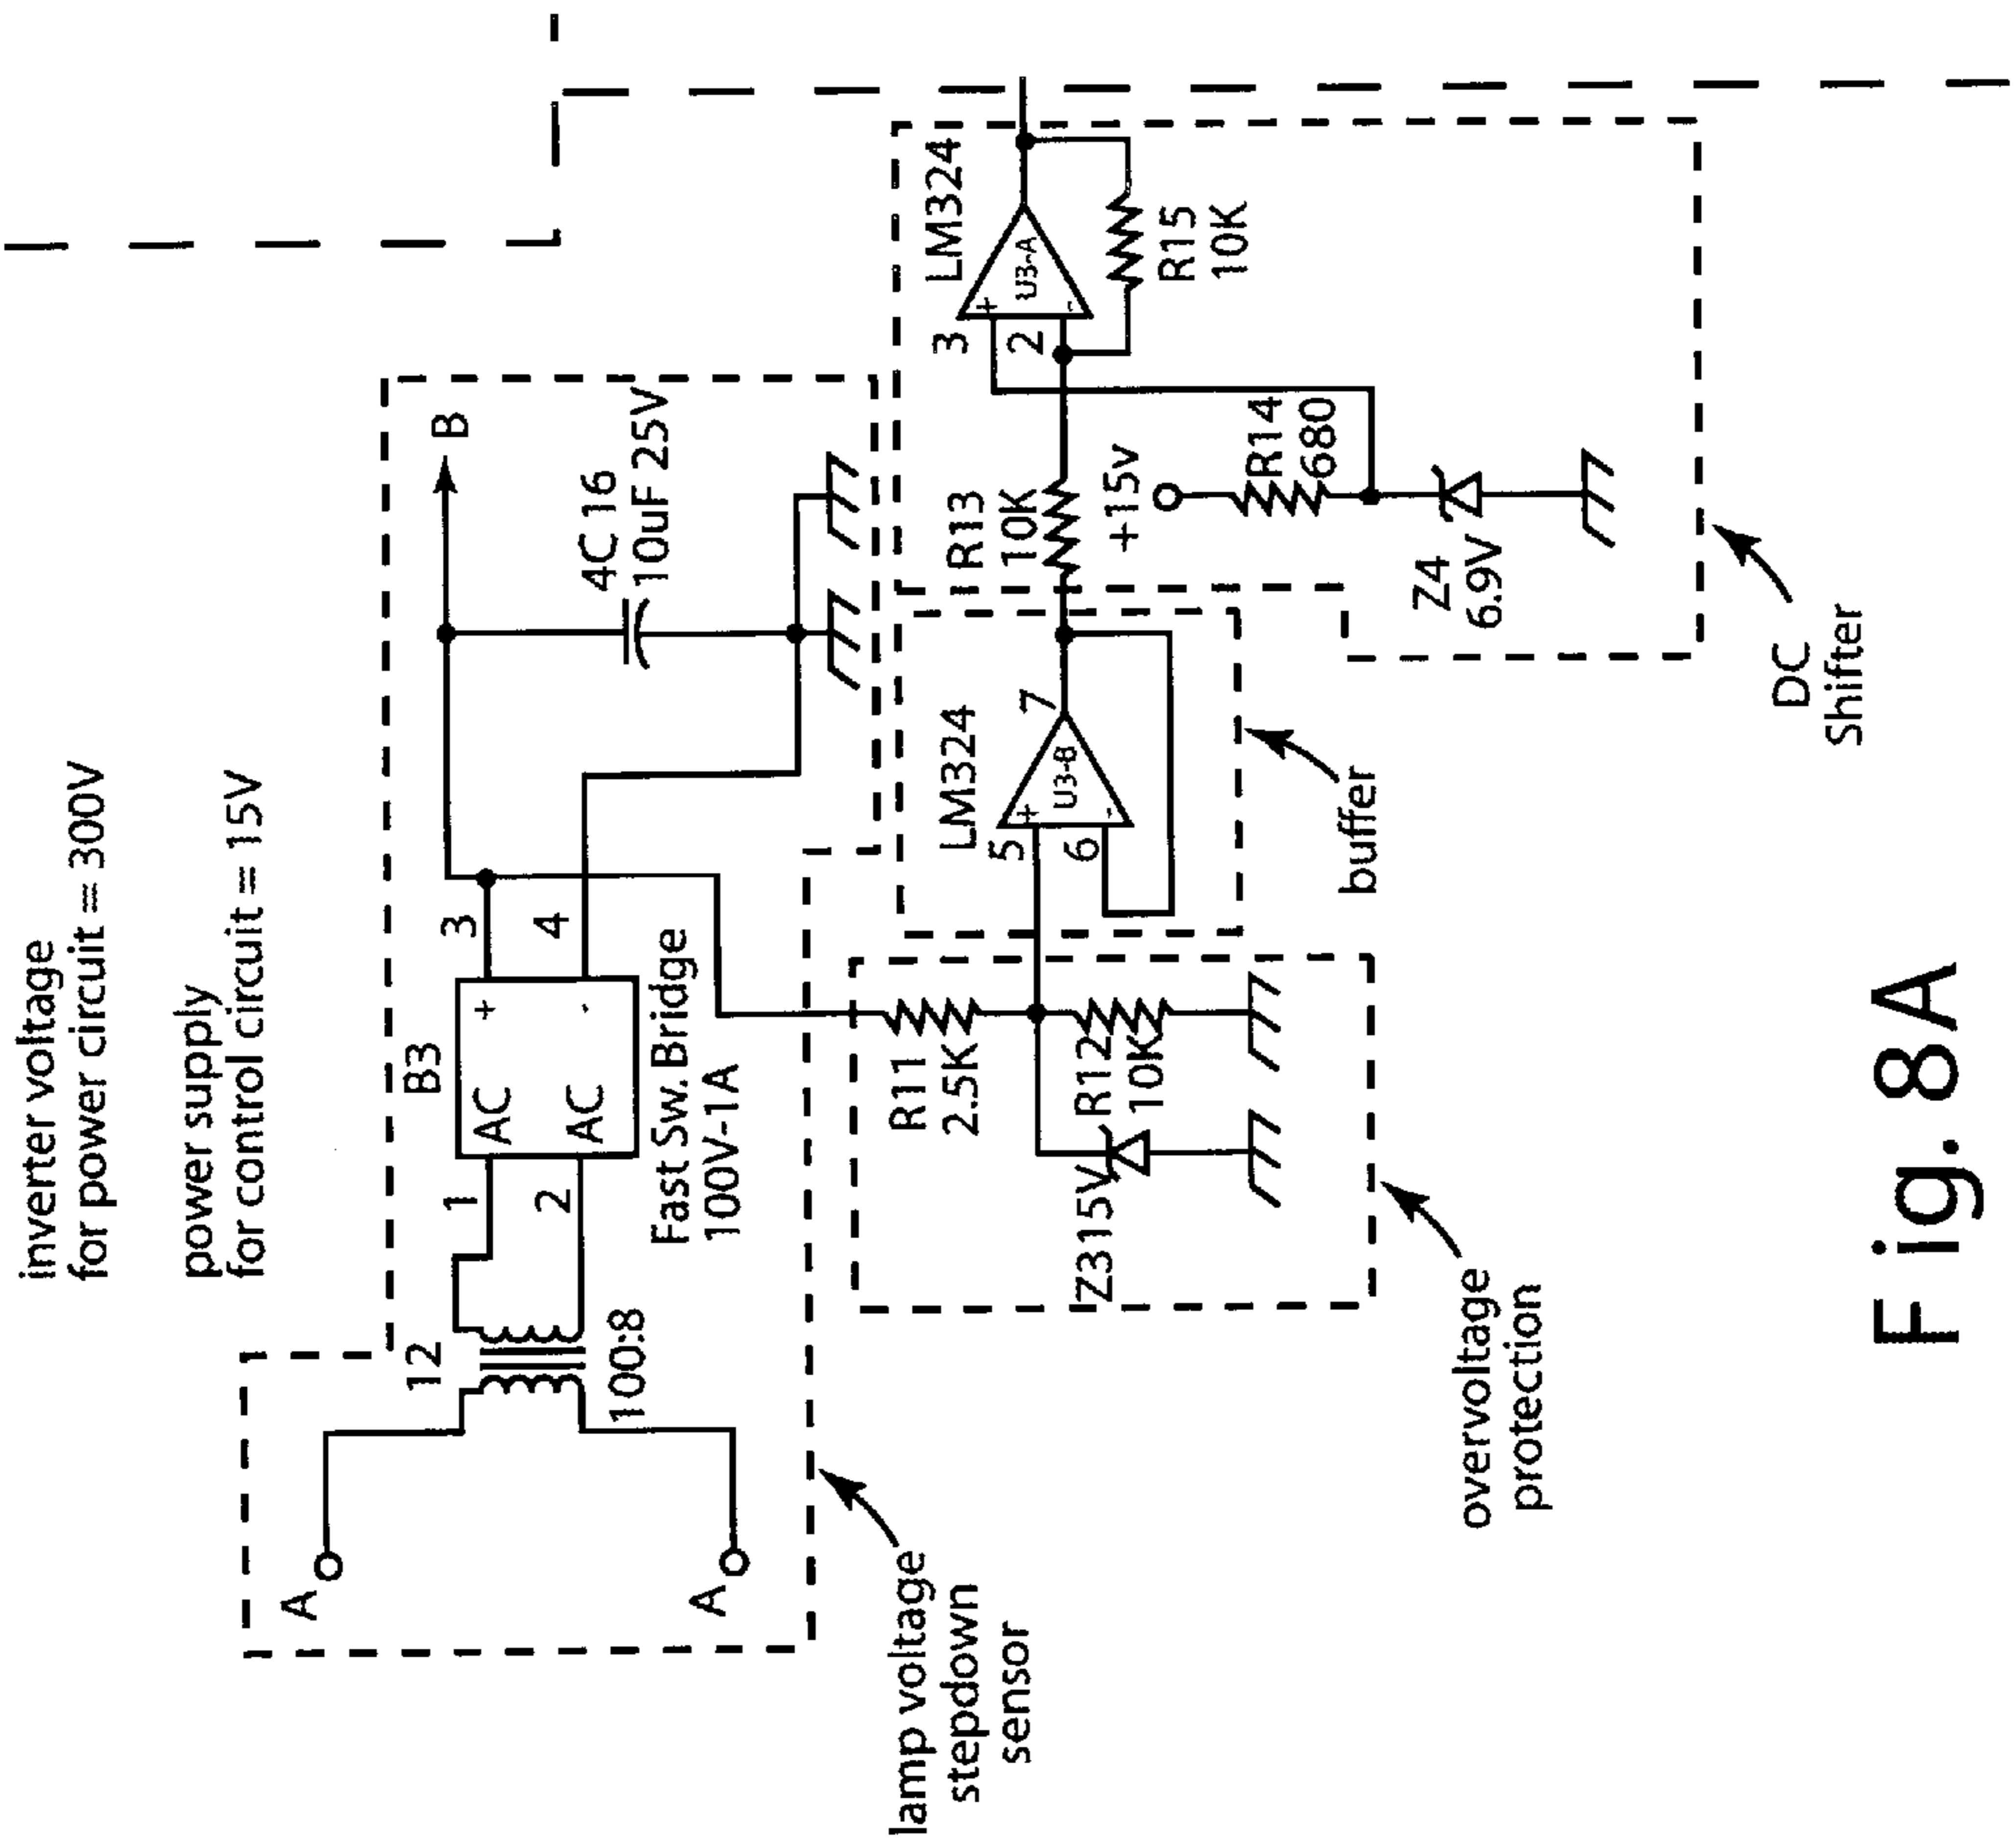 inverter voltage
for power circuit = 300V
power supply
for control circuit = 15V
A
A
12
100:8
1
2
B3
AC
AC
+
-
3
4
Fast Sw. Bridge
100V-1A
B
4C16
10uF 25V
lamp voltage
stepdown
sensor
R11
2.5K
R12
10K
Z3 15V
overvoltage
protection
LM324
5
6
+
-
U3-B
7
buffer
R13
10K
+15v
R14
680
Z4
6.9V
LM324
3
2
+
-
U3-A
R15
10K
DC
Shifter
Fig. 8A